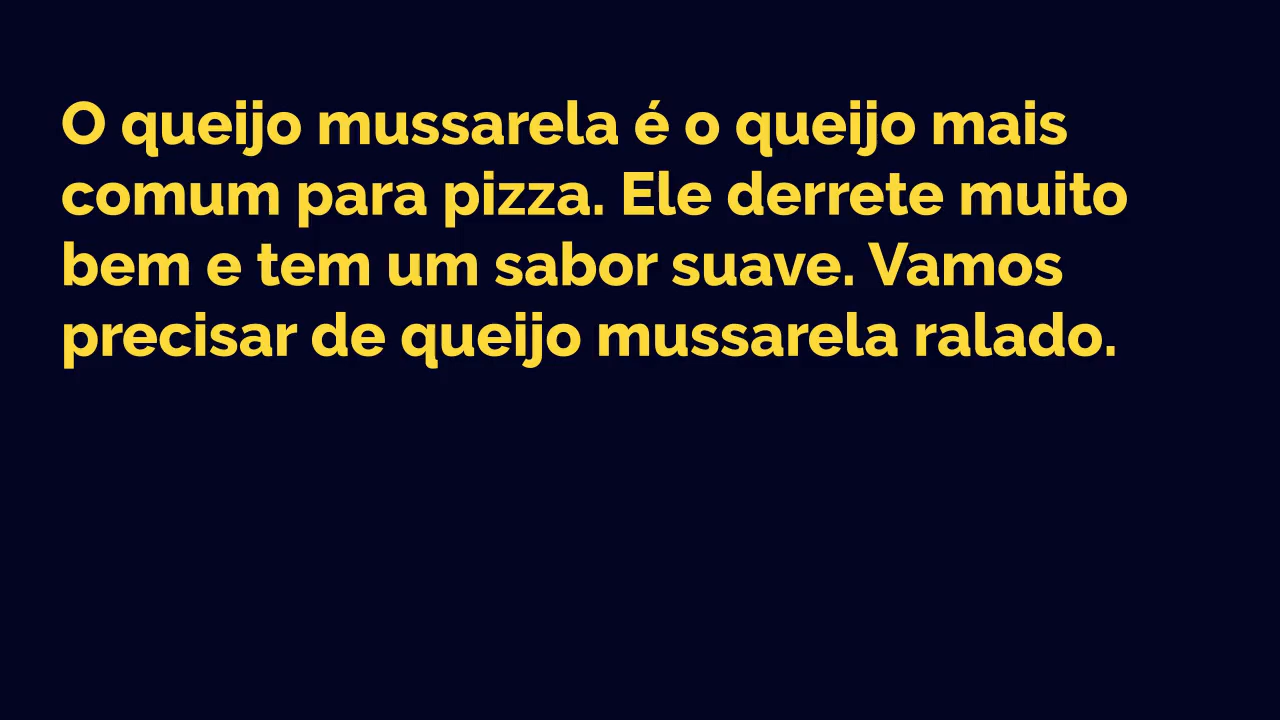 O queijo mussarela é o queijo mais
comum para pizza. Ele derrete muito
bem e tem um sabor suave. Vamos
precisar de queijo mussarela ralado.